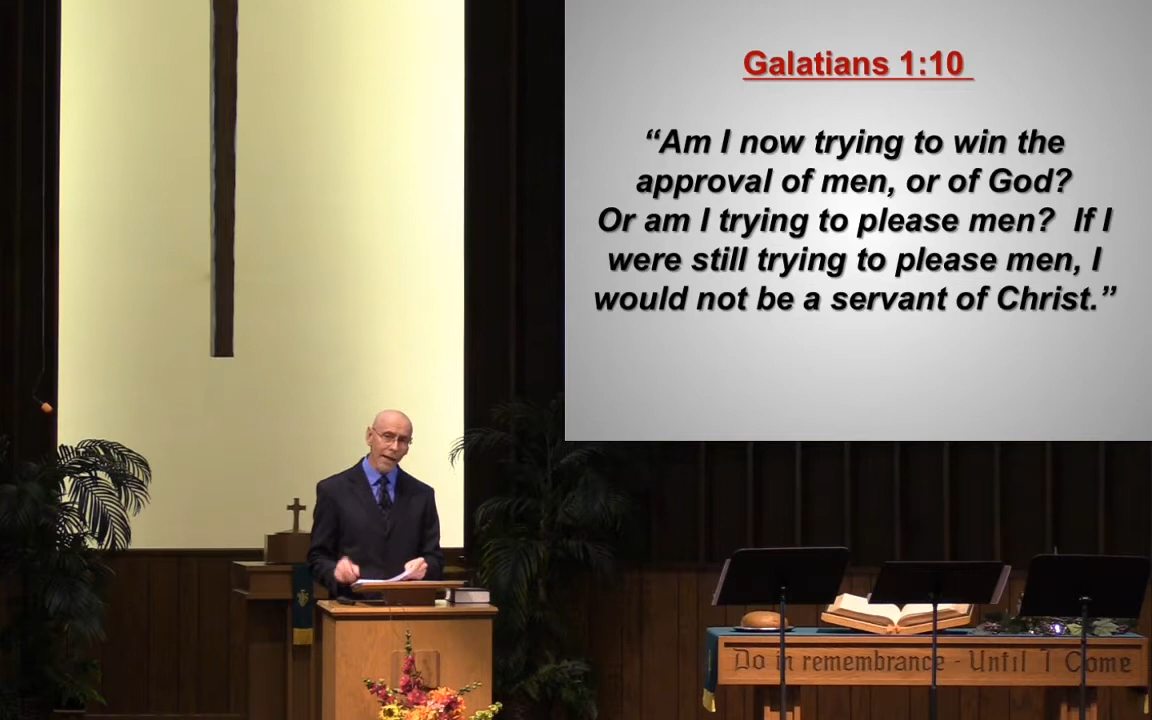 Galatians 1:10
“Am I now trying to win the
approval of men, or of God?
Or am I trying to please men?  If I
were still trying to please men, I
would not be a servant of Christ.”
Do in remembrance - Until I Come